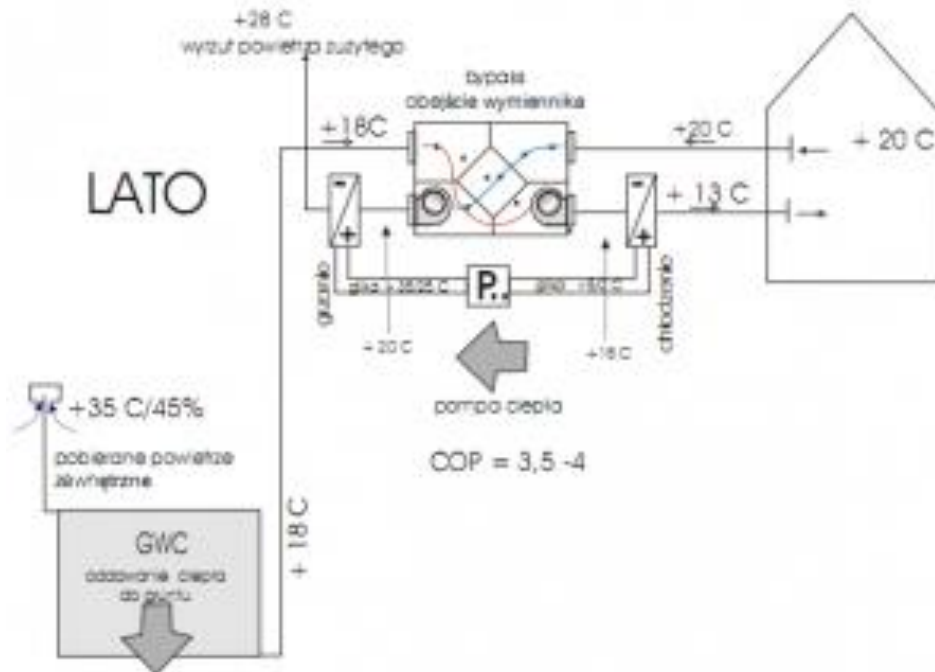 +28 C
wyrzut powietrza zużytego
bypass
obejście wymiennika
+18C
+20 C
+ 20 C
LATO
+ 13 C
grzanie
P..
chłodzenie
+ 20 C
+18 C
pompa ciepła
COP = 3,5 -4
+35 C/45%
pobierane powietrze
zewnętrzne
+ 18 C
GWC
oddawanie ciepła
do gruntu